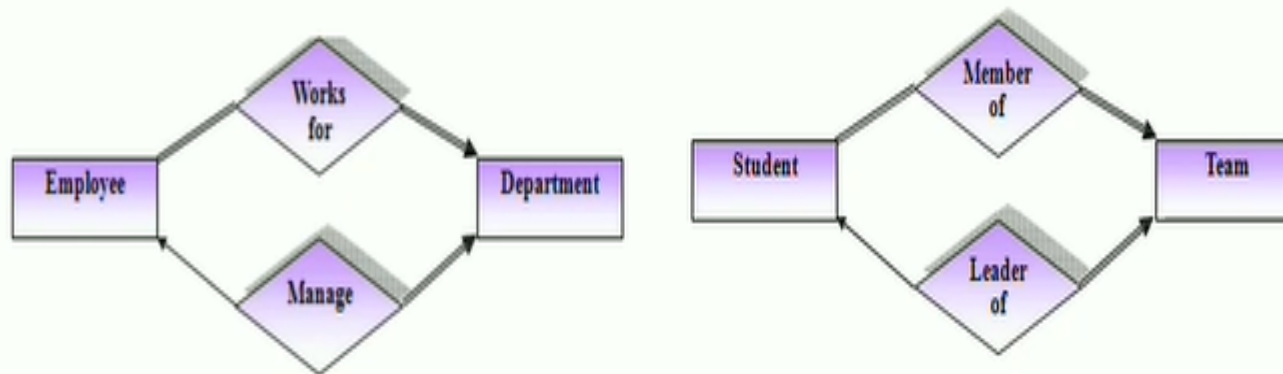 Works
for
Employee
Department
Manage
Member
of
Student
Team
Leader
of